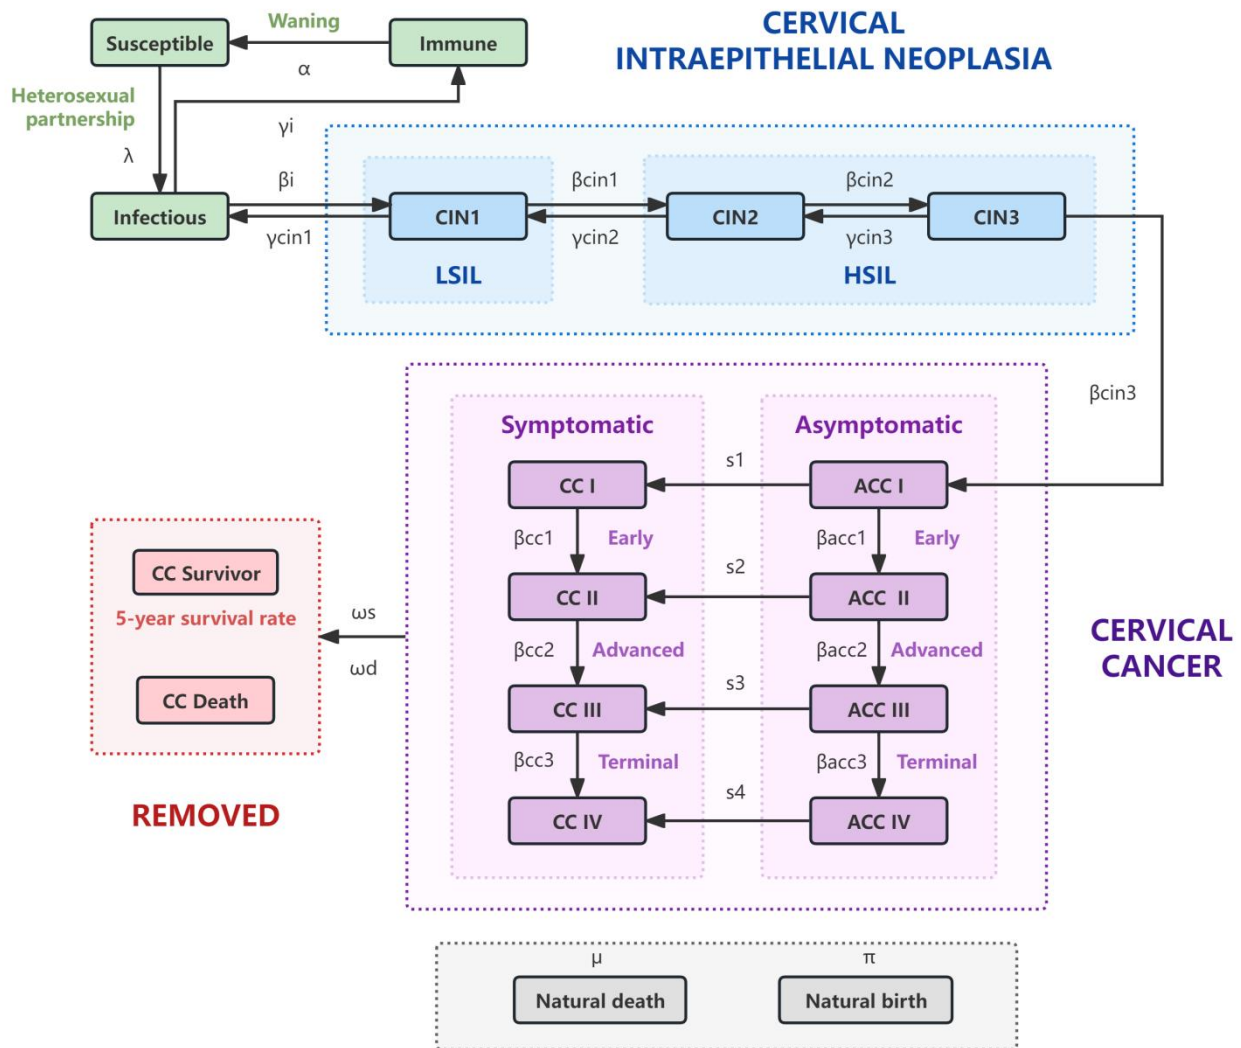 CERVICAL
INTRAEPITHELIAL NEOPLASIA
Susceptible
Waning
Immune
α
Heterosexual
partnership
λ
γi
Infectious
βi
γcin1
CIN1
LSIL
βcin1
γcin2
CIN2
βcin2
γcin3
CIN3
HSIL
βcin3
Symptomatic
Asymptomatic
CC I
s1
ACC I
βcc1
Early
βacc1
Early
CC II
s2
ACC II
βcc2
Advanced
βacc2
Advanced
CC III
s3
ACC III
βcc3
Terminal
βacc3
Terminal
CC IV
s4
ACC IV
CERVICAL
CANCER
CC Survivor
5-year survival rate
CC Death
ωs
ωd
REMOVED
μ
π
Natural death
Natural birth